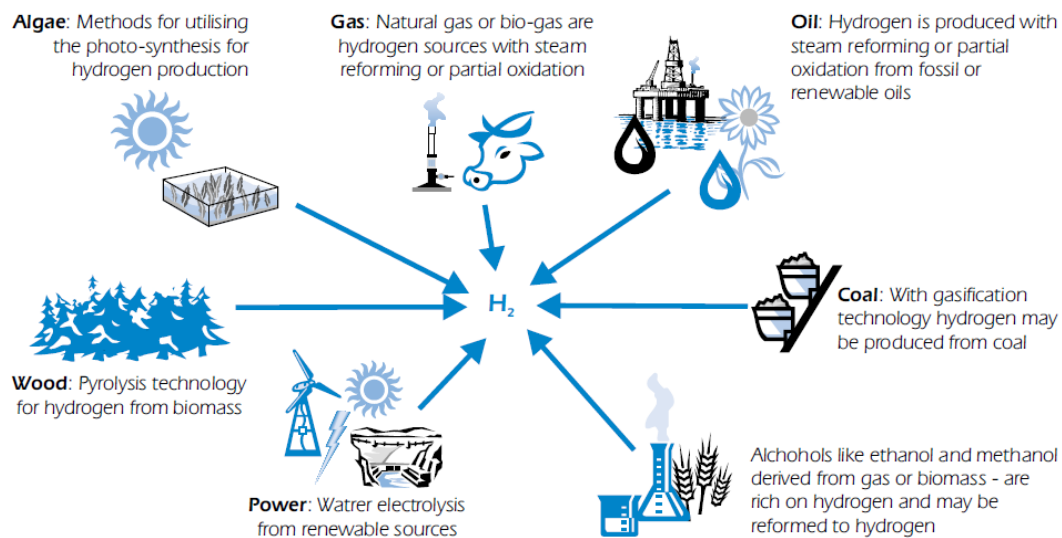 Algae: Methods for utilising
the photo-synthesis for
hydrogen production
Gas: Natural gas or bio-gas are
hydrogen sources with steam
reforming or partial oxidation
Oil: Hydrogen is produced with
steam reforming or partial
oxidation from fossil or
renewable oils
H2
Coal: With gasification
technology hydrogen may
be produced from coal
Wood: Pyrolysis technology
for hydrogen from biomass
Power: Watrer electrolysis
from renewable sources
Alchohols like ethanol and methanol
derived from gas or biomass - are
rich on hydrogen and may be
reformed to hydrogen